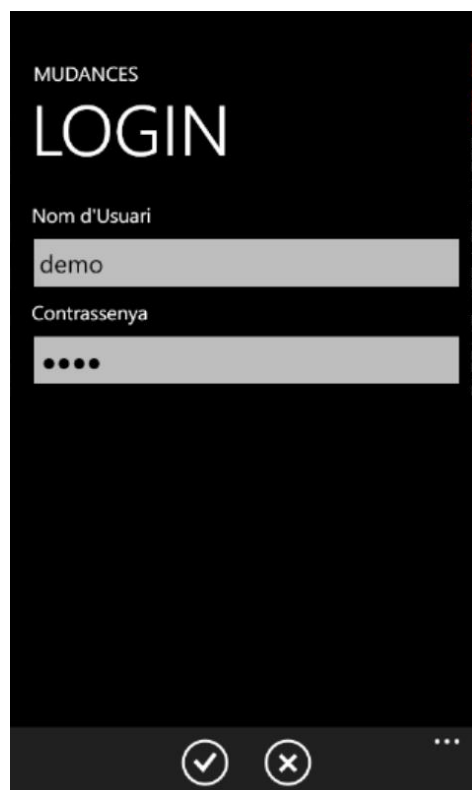 MUDANCES
LOGIN
Nom d'Usuari
demo
Contrassenya
••••